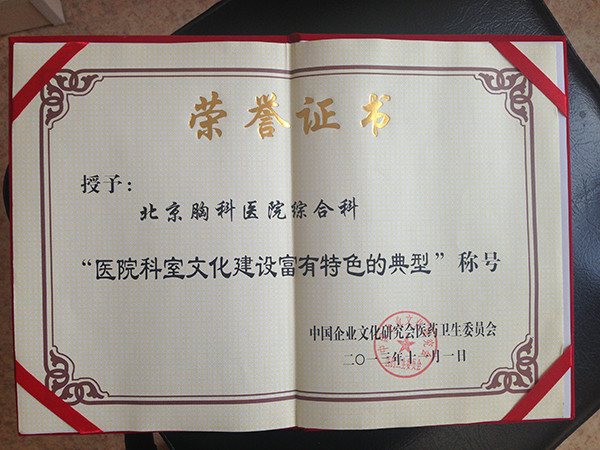 荣誉证书
授予：
北京胸科医院综合科
“医院科室文化建设富有特色的典型”称号
中国企业文化研究会医药卫生委员会
二〇一三年十一月一日